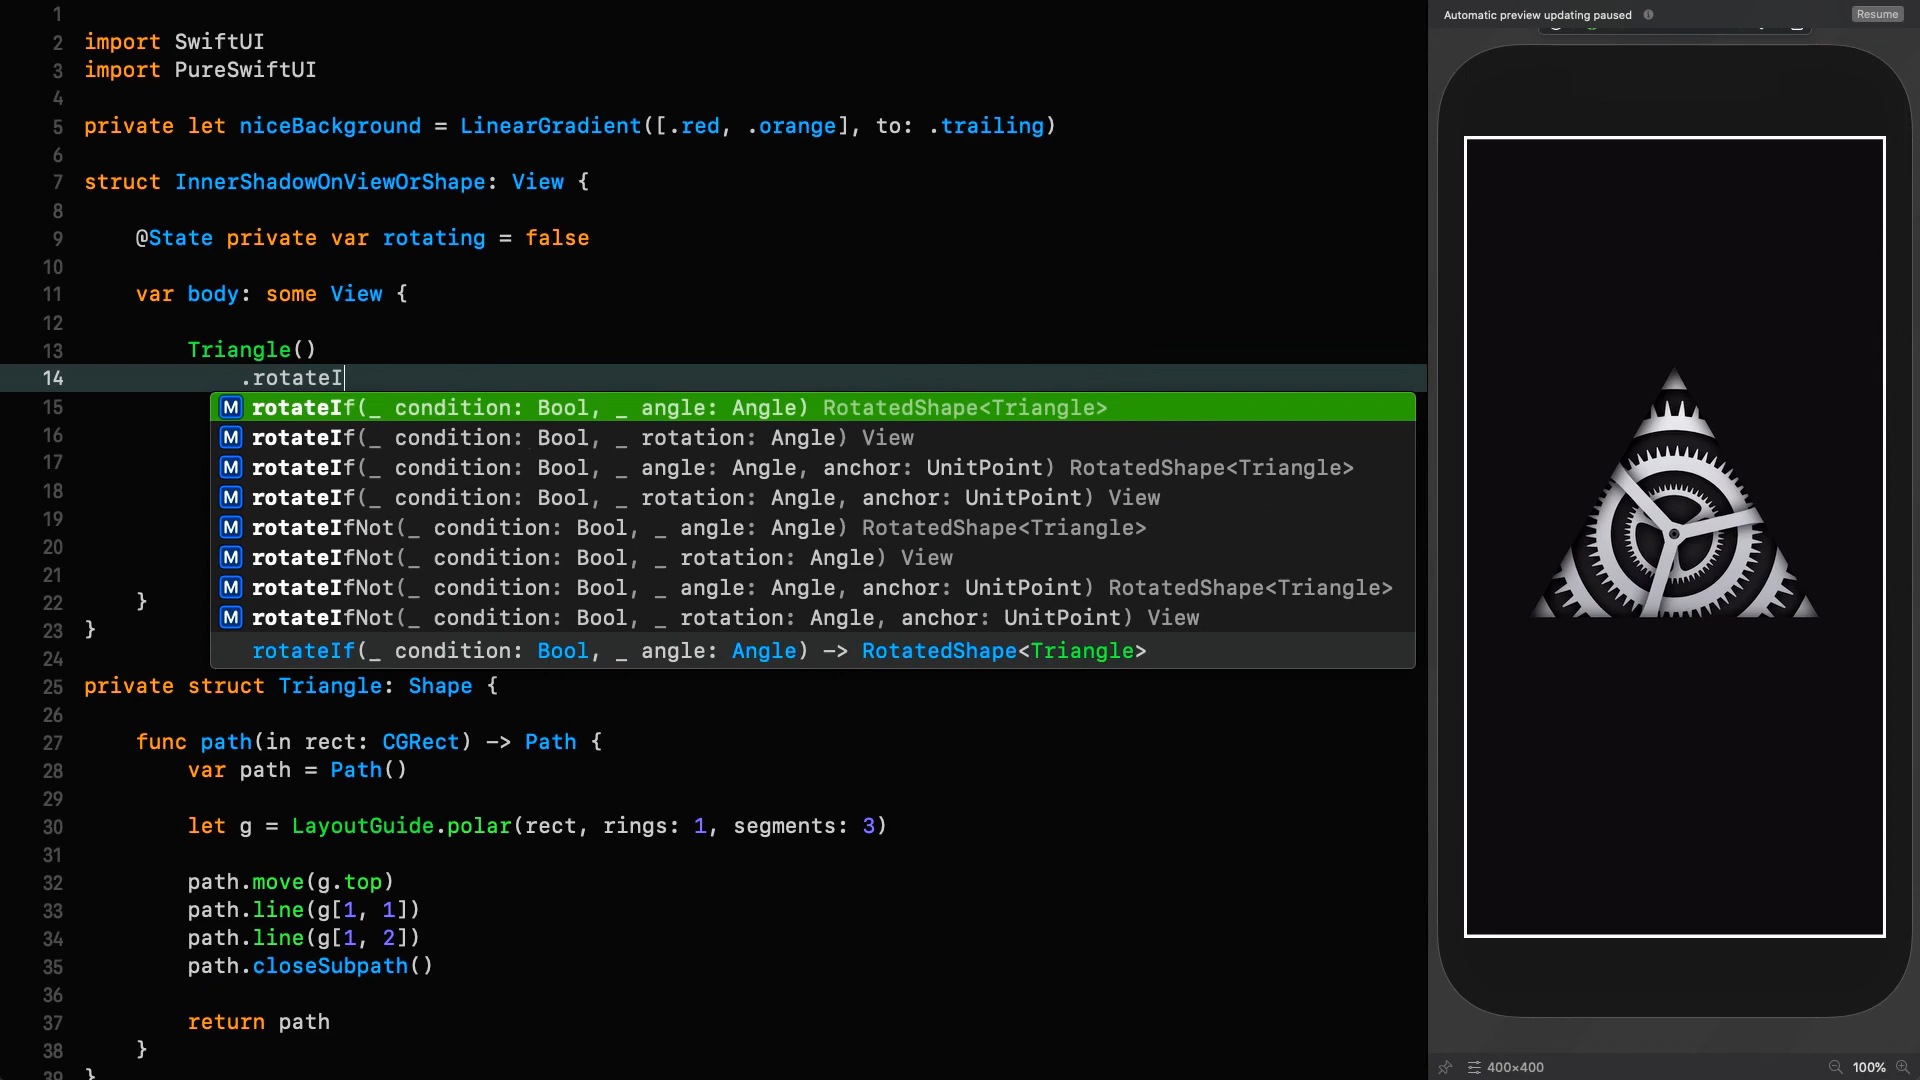 Automatic preview updating paused
Resume
1
2 import SwiftUI
3 import PureSwiftUI
4
5 private let niceBackground = LinearGradient([.red, .orange], to: .trailing)
6
7 struct InnerShadowOnViewOrShape: View {
8
9 @State private var rotating = false
10
11 var body: some View {
12
13 Triangle()
14 .rotateI
15 M rotateIf(_ condition: Bool, _ angle: Angle) RotatedShape<Triangle>
16 M rotateIf(_ condition: Bool, _ rotation: Angle) View
17 M rotateIf(_ condition: Bool, _ angle: Angle, anchor: UnitPoint) RotatedShape<Triangle>
18 M rotateIf(_ condition: Bool, _ rotation: Angle, anchor: UnitPoint) View
19 M rotateIfNot(_ condition: Bool, _ angle: Angle) RotatedShape<Triangle>
20 M rotateIfNot(_ condition: Bool, _ rotation: Angle) View
21 M rotateIfNot(_ condition: Bool, _ angle: Angle, anchor: UnitPoint) RotatedShape<Triangle>
22 } M rotateIfNot(_ condition: Bool, _ rotation: Angle, anchor: UnitPoint) View
23 } rotateIf(_ condition: Bool, _ angle: Angle) -> RotatedShape<Triangle>
24
25 private struct Triangle: Shape {
26
27 func path(in rect: CGRect) -> Path {
28 var path = Path()
29
30 let g = LayoutGuide.polar(rect, rings: 1, segments: 3)
31
32 path.move(g.top)
33 path.line(g[1, 1])
34 path.line(g[1, 2])
35 path.closeSubpath()
36
37 return path
38 }
39 }
400×400
100%